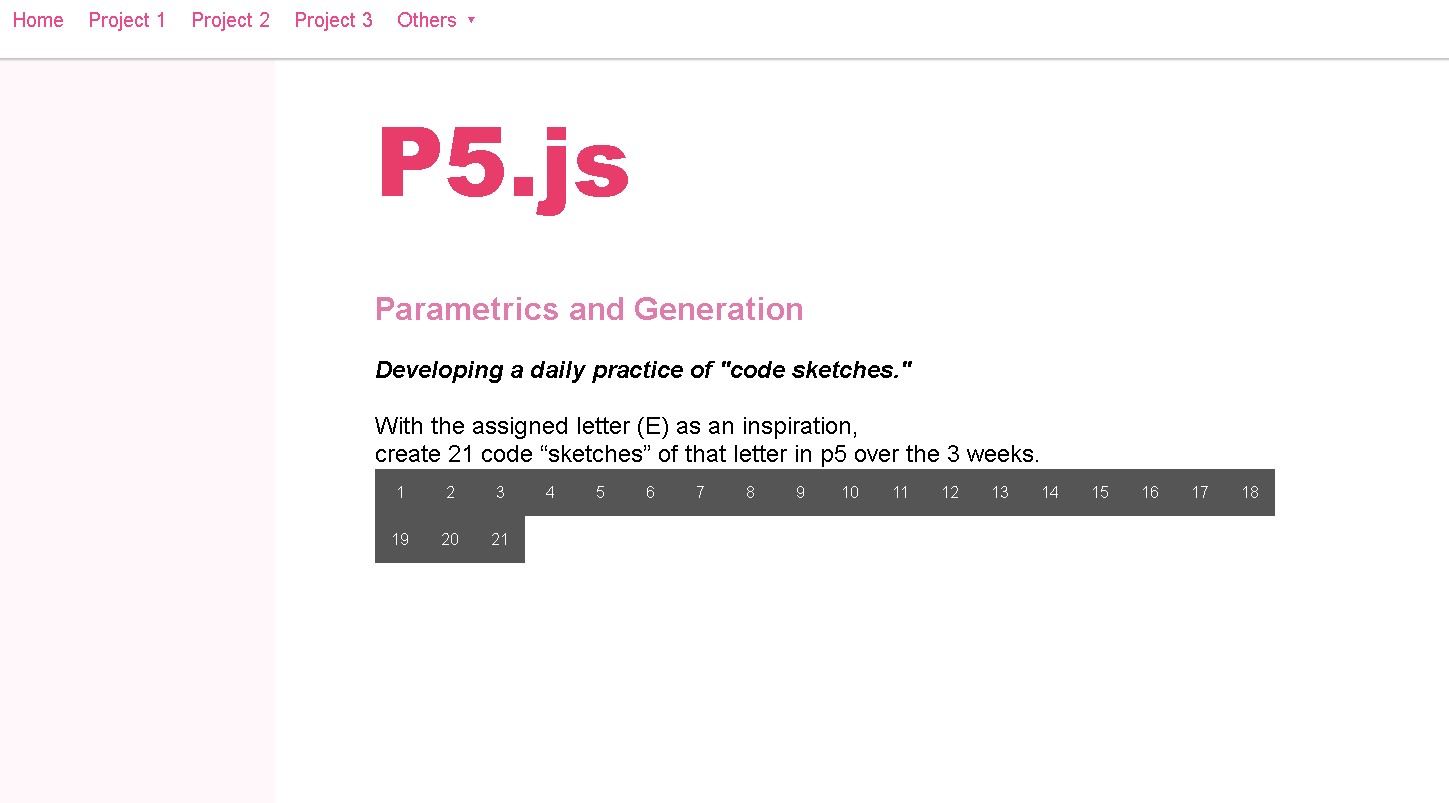 Home Project 1 Project 2 Project 3 Others ▼
P5.js
Parametrics and Generation
Developing a daily practice of "code sketches."
With the assigned letter (E) as an inspiration,
create 21 code “sketches” of that letter in p5 over the 3 weeks.
1 2 3 4 5 6 7 8 9 10 11 12 13 14 15 16 17 18
19 20 21